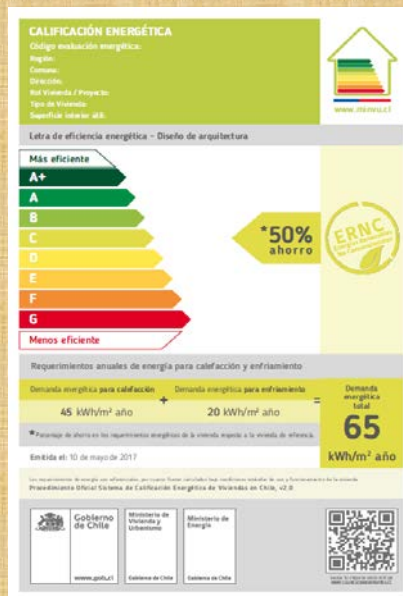 CALIFICACIÓN ENERGÉTICA
Código evaluación energética:
Región:
Comuna:
Dirección:
Rol Vivienda / Proyecto:
Tipo de Vivienda:
Superficie interior útil:
www.minvu.cl
Letra de eficiencia energética - Diseño de arquitectura
Más eficiente
A+
A
B
C
D
E
F
G
Menos eficiente
*50%
ahorro
ERNC
Energías Renovables
No Convencionales
Requerimientos anuales de energía para calefacción y enfriamiento
Demanda energética para calefacción
45 kWh/m² año
+
Demanda energética para enfriamiento
20 kWh/m² año
=
Demanda
energética
total
65
kWh/m² año
*Porcentaje de ahorro en los requerimientos energéticos de la vivienda respecto a la vivienda de referencia.
Emitida el: 10 de mayo de 2017
Procedimiento Oficial Sistema de Calificación Energética de Viviendas en Chile, v2.0
Gobierno
de Chile
www.gob.cl
Ministerio de
Vivienda y
Urbanismo
Gobierno de Chile
Ministerio de
Energía
Gobierno de Chile